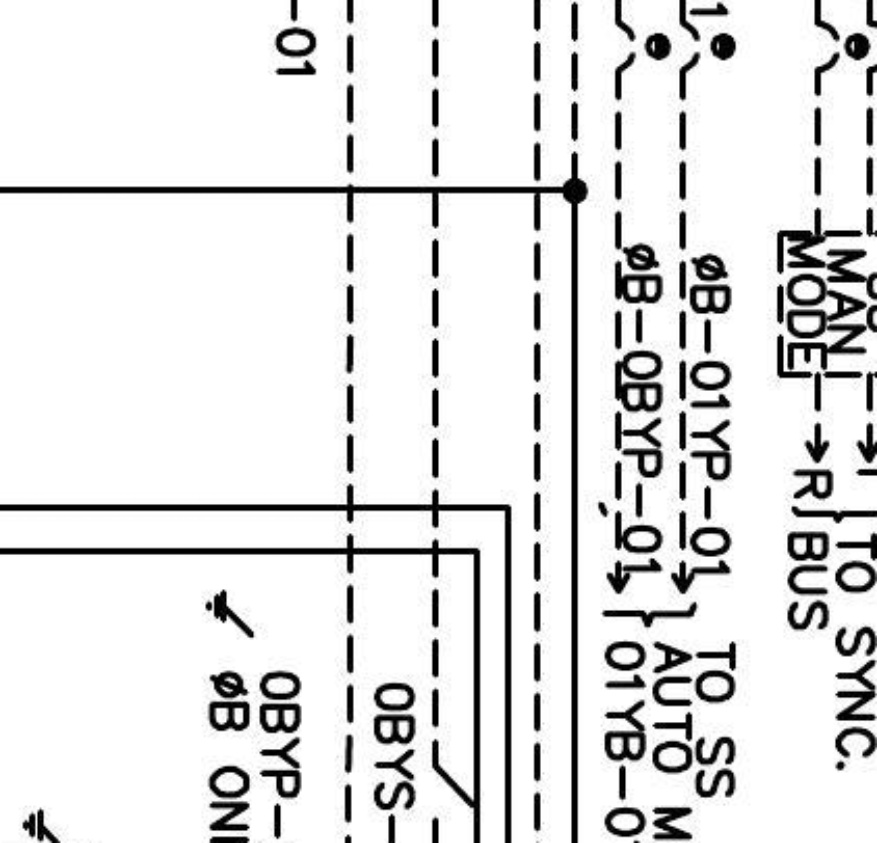 -01
1
MAN
MODE
R BUS
TO SYNC.
ØB-01YP-01
ØB-0BYP-01
TO SS
AUTO M
01YB-0
0BYS-
0BYP-
ØB ON